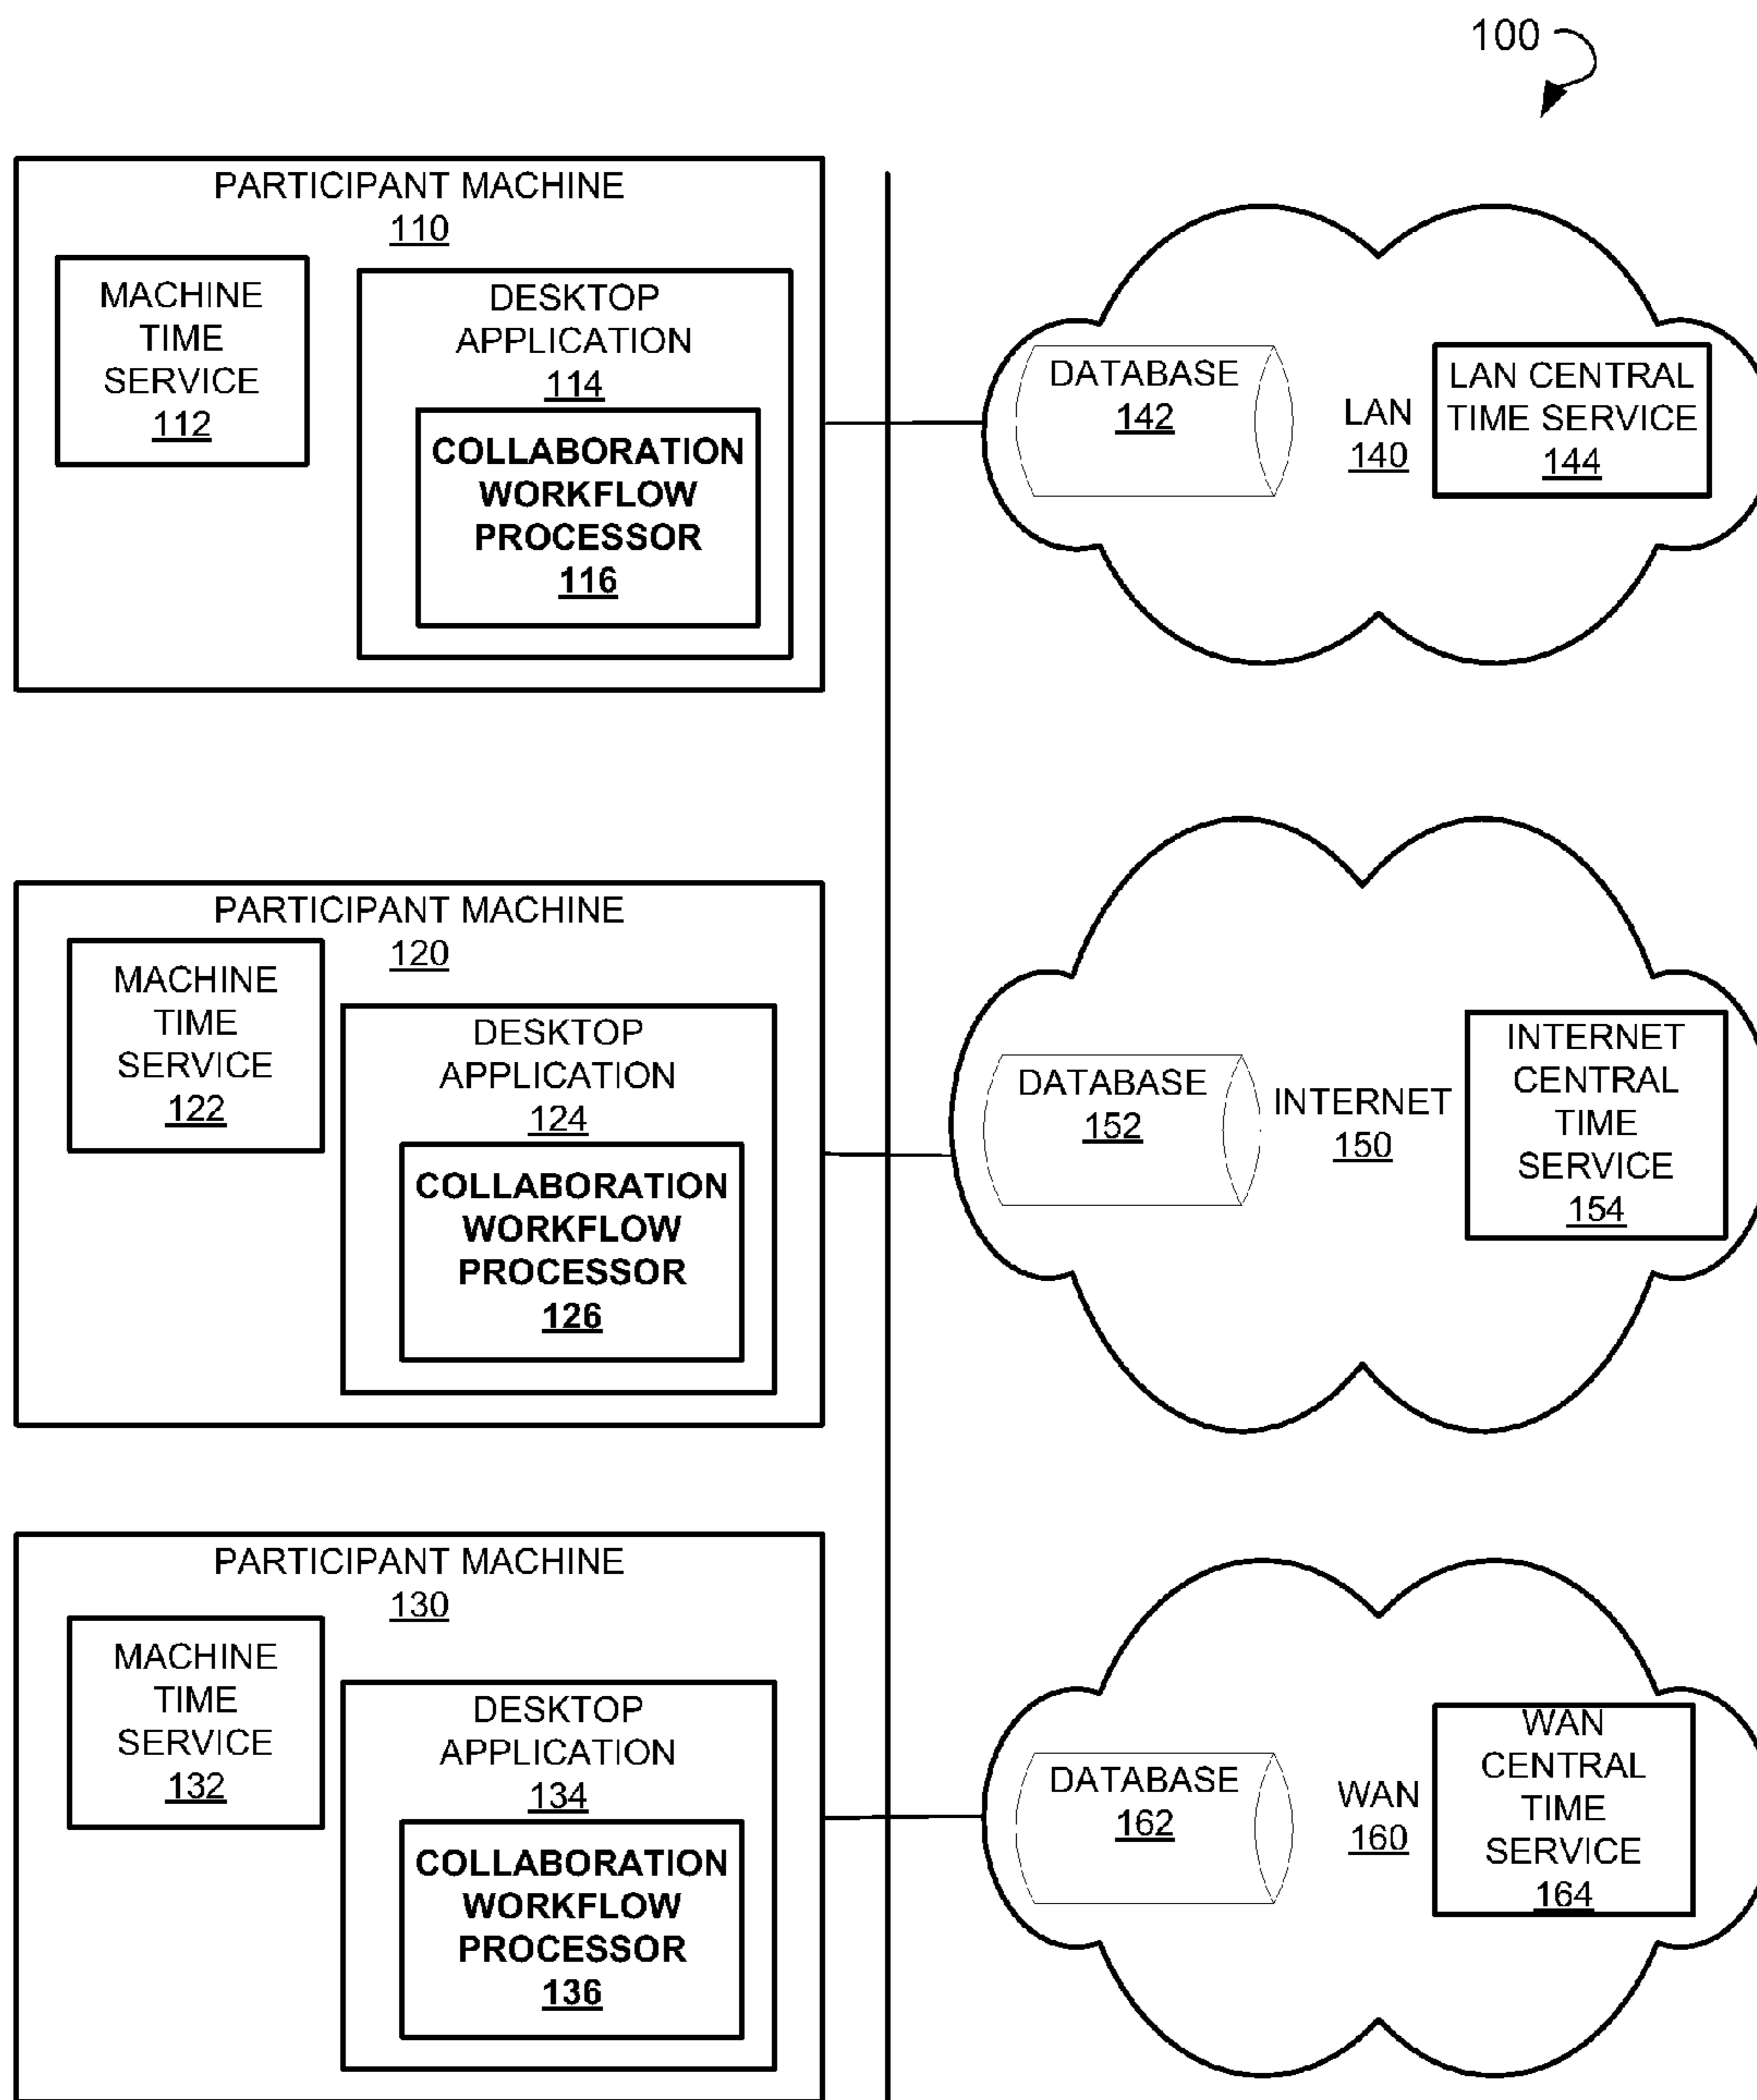 100
PARTICIPANT MACHINE
110
MACHINE
TIME
SERVICE
112
DESKTOP
APPLICATION
114
COLLABORATION
WORKFLOW
PROCESSOR
116
DATABASE
142
LAN
140
LAN CENTRAL
TIME SERVICE
144
PARTICIPANT MACHINE
120
MACHINE
TIME
SERVICE
122
DESKTOP
APPLICATION
124
COLLABORATION
WORKFLOW
PROCESSOR
126
DATABASE
152
INTERNET
150
INTERNET
CENTRAL
TIME
SERVICE
154
PARTICIPANT MACHINE
130
MACHINE
TIME
SERVICE
132
DESKTOP
APPLICATION
134
COLLABORATION
WORKFLOW
PROCESSOR
136
DATABASE
162
WAN
160
WAN
CENTRAL
TIME
SERVICE
164